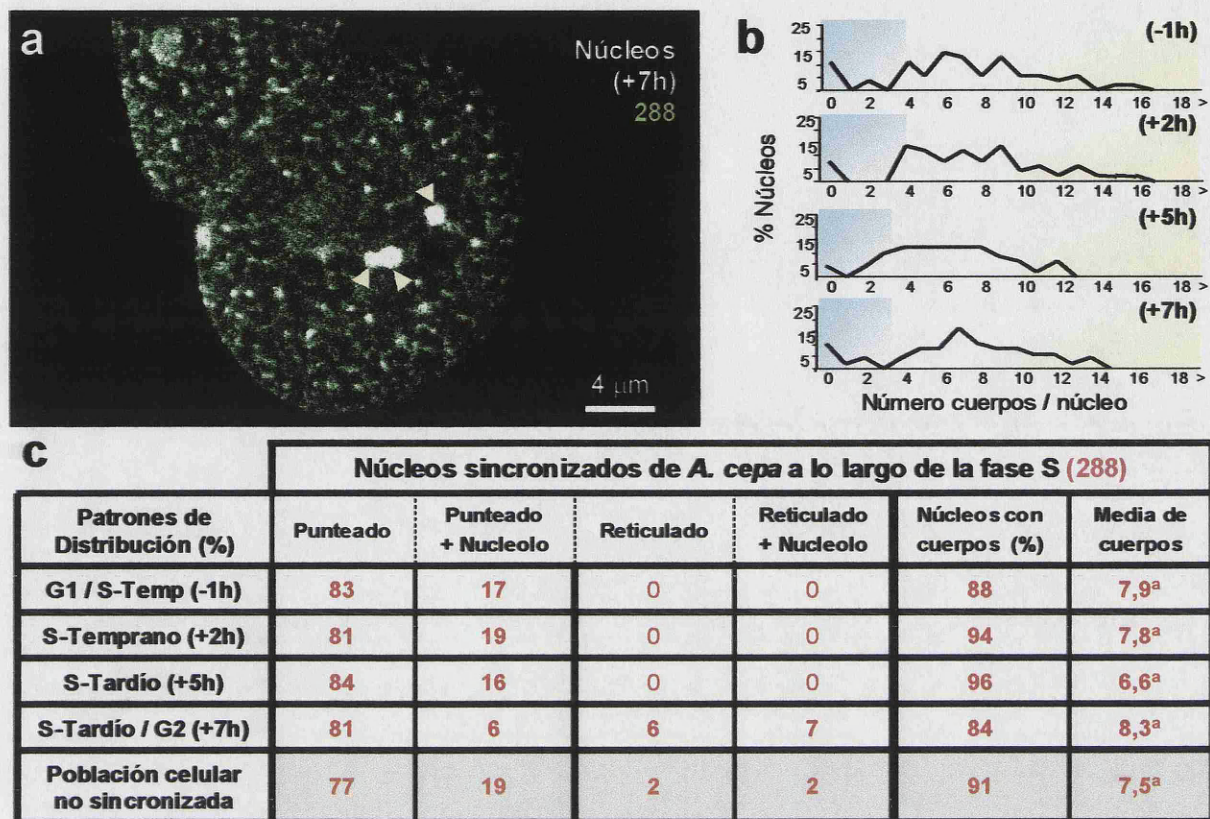 a
Núcleos
(+7h)
288
4 μm
b
(-1h)
25
15
5
0 2 4 6 8 10 12 14 16 18 >
(+2h)
25
15
5
0 2 4 6 8 10 12 14 16 18 >
(+5h)
25
15
5
0 2 4 6 8 10 12 14 16 18 >
(+7h)
25
15
5
0 2 4 6 8 10 12 14 16 18 >
% Núcleos
Número cuerpos / núcleo
c
Núcleos sincronizados de A. cepa a lo largo de la fase S (288)
Patrones de Distribución (%) Punteado Punteado + Nucleolo Reticulado Reticulado + Nucleolo Núcleos con cuerpos (%) Media de cuerpos
G1 / S-Temp (-1h) 83 17 0 0 88 7,9ª
S-Temprano (+2h) 81 19 0 0 94 7,8ª
S-Tardío (+5h) 84 16 0 0 96 6,6ª
S-Tardío / G2 (+7h) 81 6 6 7 84 8,3ª
Población celular no sincronizada 77 19 2 2 91 7,5ª